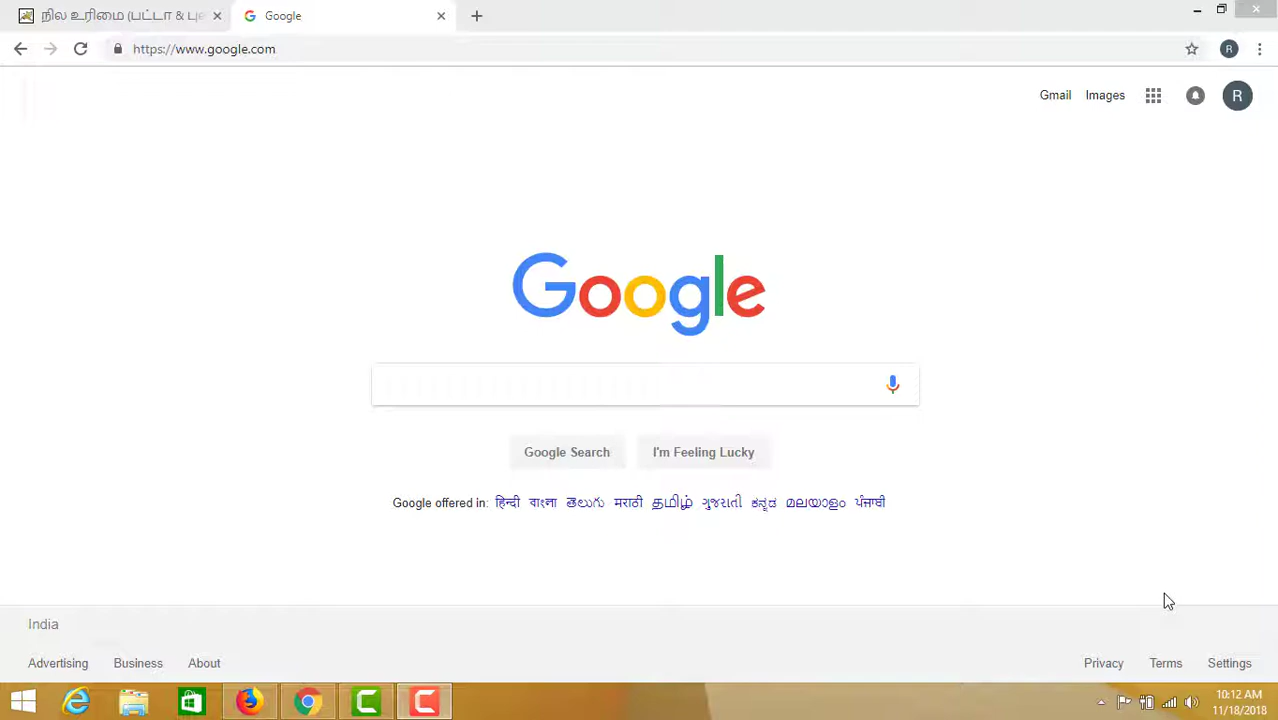 நில உரிமை (பட்டா &
Google
https://www.google.com
R
Gmail Images
R
Google
Google Search I'm Feeling Lucky
Google offered in: हिन्दी বাংলা తెలుగు मराठी தமிழ் ગુજરાતી ಕನ್ನಡ മലയാളം ਪੰਜਾਬੀ
India
Advertising Business About
Privacy Terms Settings
10:12 AM
11/18/2018